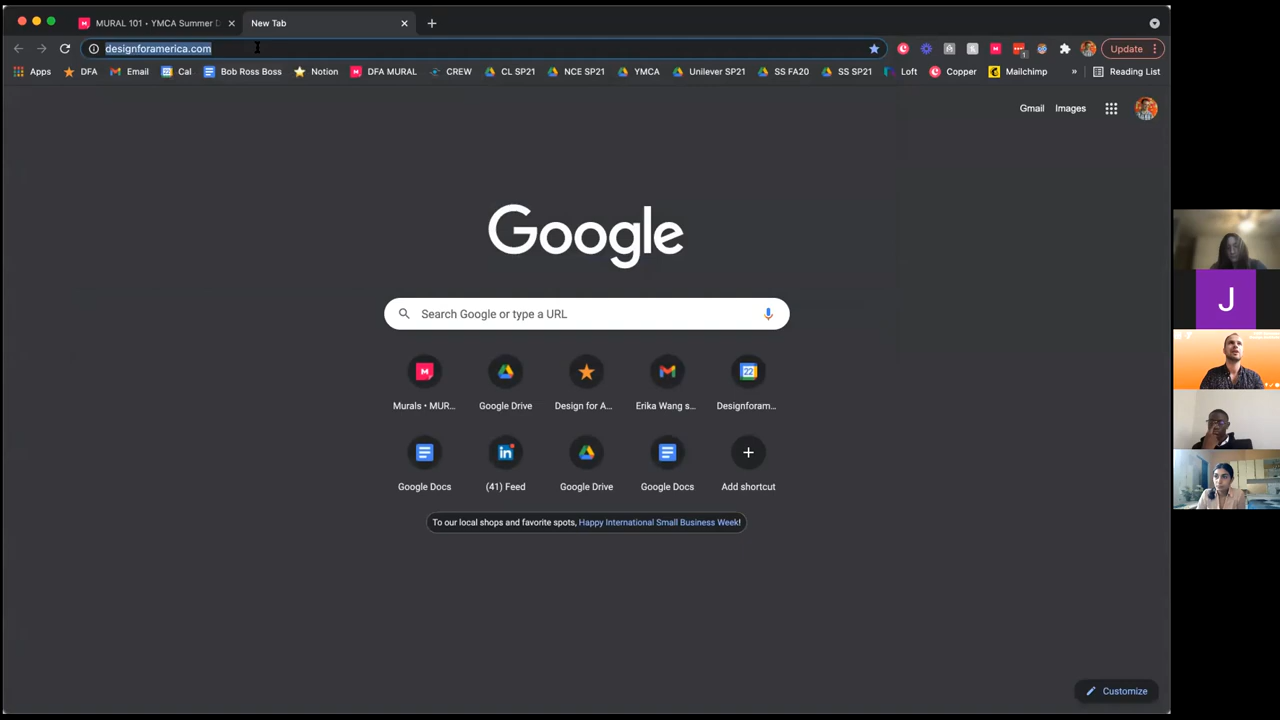 MURAL 101 • YMCA Summer D
New Tab
designforamerica.com
Update
Apps
DFA
Email
Cal
Bob Ross Boss
Notion
DFA MURAL
CREW
CL SP21
NCE SP21
YMCA
Unilever SP21
SS FA20
SS SP21
Loft
Copper
Mailchimp
»
Reading List
Gmail
Images
Google
Search Google or type a URL
Murals • MUR...
Google Drive
Design for A...
Erika Wang s...
Designforam...
Google Docs
(41) Feed
Google Drive
Google Docs
Add shortcut
To our local shops and favorite spots, Happy International Small Business Week!
Customize
J